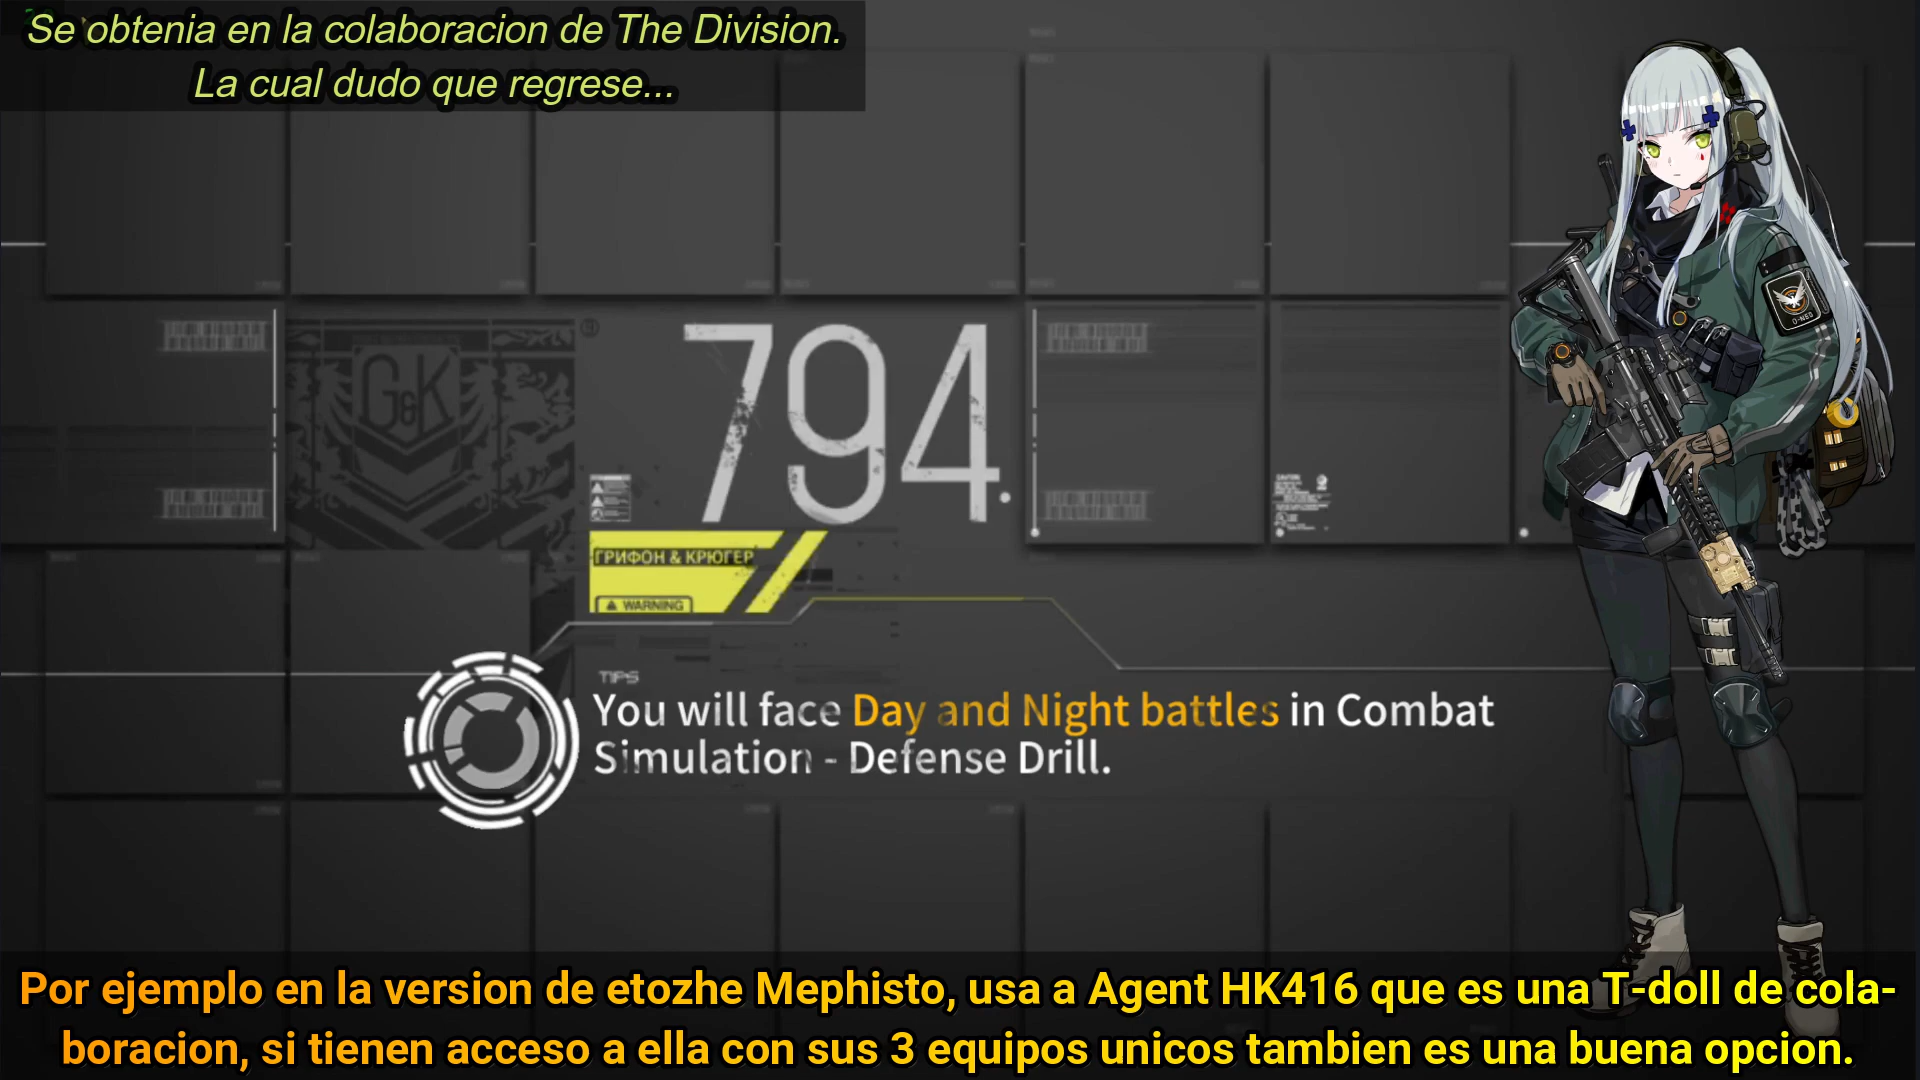 Se obtenia en la colaboracion de The Division.
La cual dudo que regrese...
G&K
794.
ГРИФОН & КРЮГЕР
WARNING
TIPS
You will face Day and Night battles in Combat
Simulation - Defense Drill.
CAUTION
Por ejemplo en la version de etozhe Mephisto, usa a Agent HK416 que es una T-doll de cola-
boracion, si tienen acceso a ella con sus 3 equipos unicos tambien es una buena opcion.